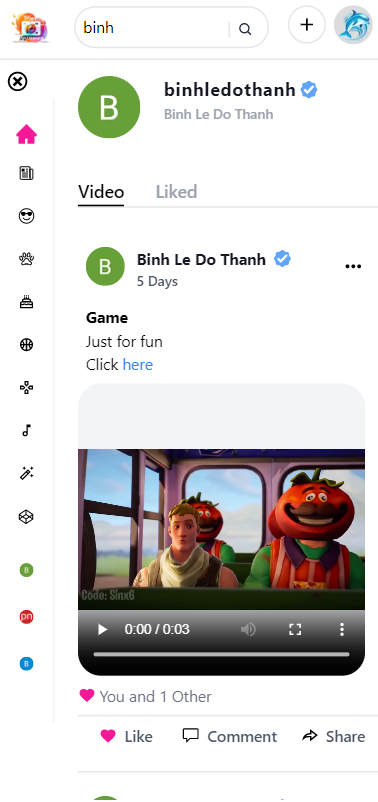 binh
B
binhledothanh
Binh Le Do Thanh
Video
Liked
B
Binh Le Do Thanh
5 Days
Game
Just for fun
Click here
Code: Sinx6
0:00 / 0:03
You and 1 Other
Like
Comment
Share
B
pn
B